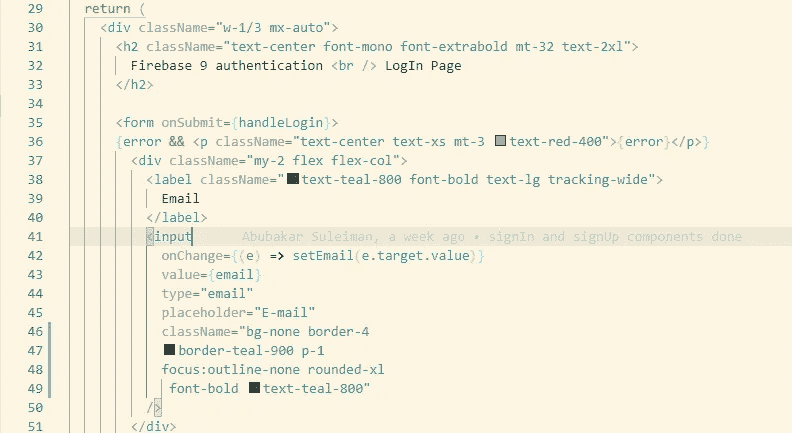 29 return (
30 <div className="w-1/3 mx-auto">
31 <h2 className="text-center font-mono font-extrabold mt-32 text-2xl">
32 Firebase 9 authentication <br /> LogIn Page
33 </h2>
34
35 <form onSubmit={handleLogin}>
36 {error && <p className="text-center text-xs mt-3 text-red-400">{error}</p>}
37 <div className="my-2 flex flex-col">
38 <label className="text-teal-800 font-bold text-lg tracking-wide">
39 Email
40 </label>
41 <input Abubakar Suleiman, a week ago • signIn and signUp components done
42 onChange={(e) => setEmail(e.target.value)}
43 value={email}
44 type="email"
45 placeholder="E-mail"
46 className="bg-none border-4
47 border-teal-900 p-1
48 focus:outline-none rounded-xl
49 font-bold text-teal-800"
50 />
51 </div>